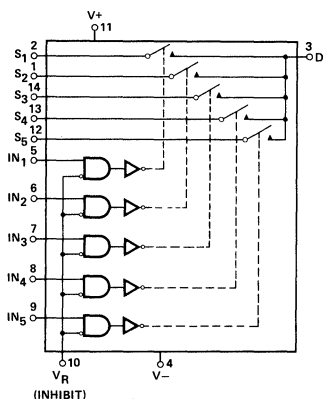 V+
11
S1 2
S2 1
S3 14
S4 13
S5 12
3 D
IN1 5
IN2 6
IN3 7
IN4 8
IN5 9
10 4
VR V−
(INHIBIT)